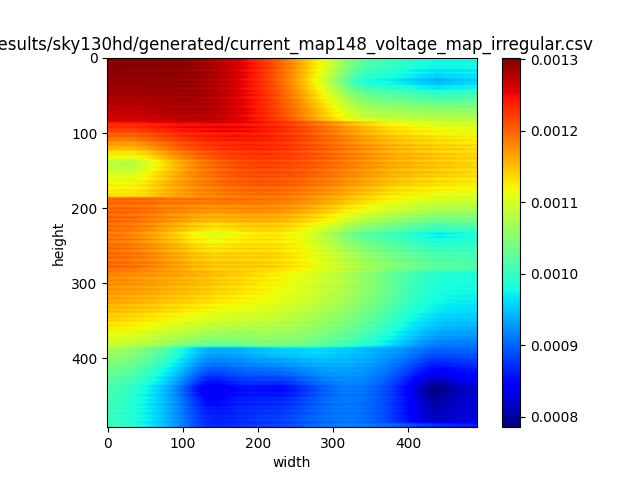 esults/sky130hd/generated/current_map148_voltage_map_irregular.csv
0
100
200
300
400
height
0 100 200 300 400
width
0.0013
0.0012
0.0011
0.0010
0.0009
0.0008